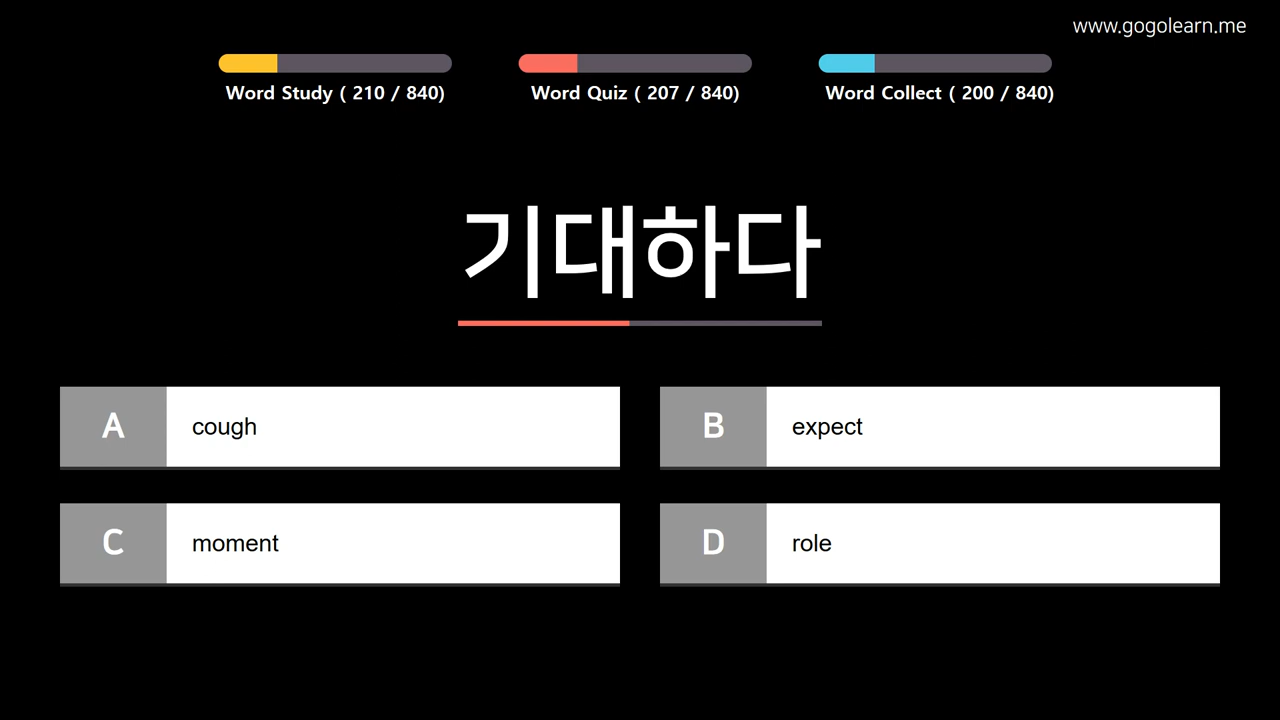 www.gogolearn.me
Word Study ( 210 / 840)
Word Quiz ( 207 / 840)
Word Collect ( 200 / 840)
기대하다
A
cough
B
expect
C
moment
D
role